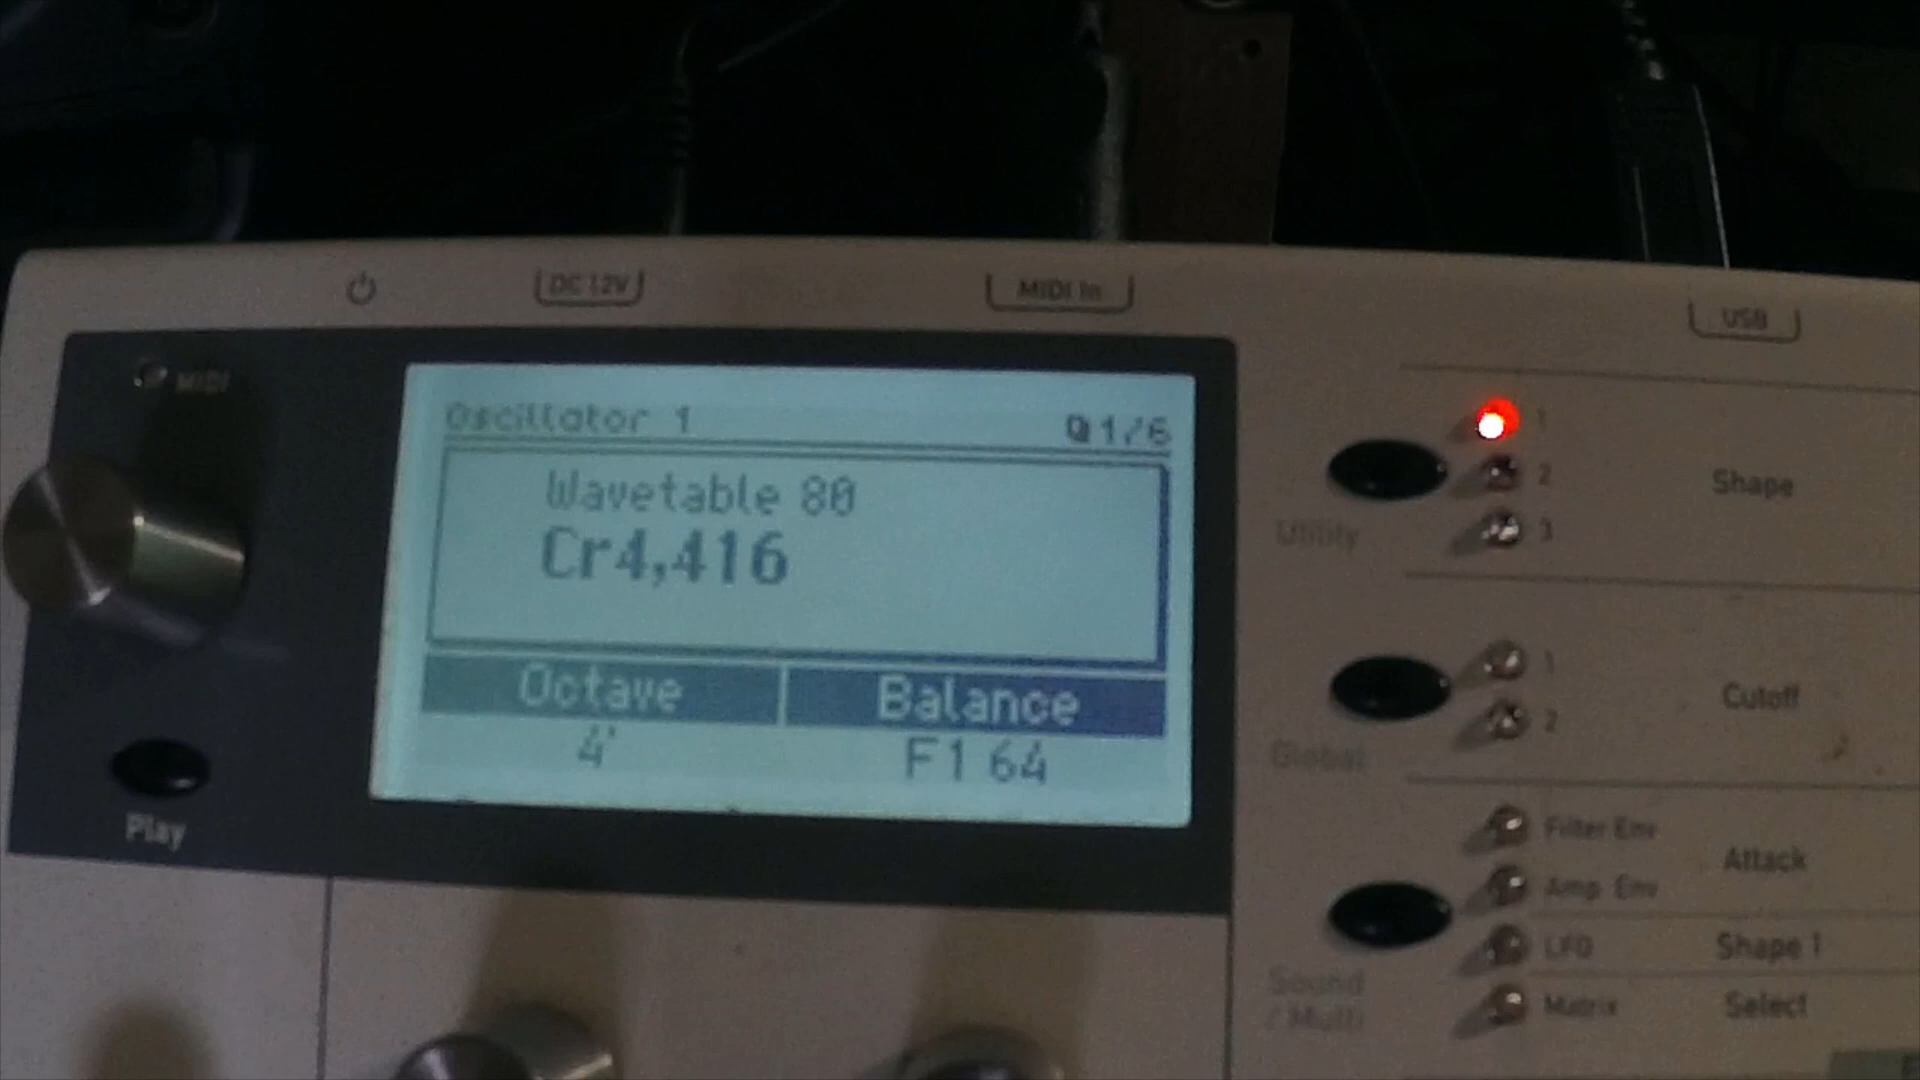 DC 12V
MIDI In
USB
MIDI
Oscillator 1
1/6
Wavetable 80
Cr4,416
Octave
Balance
4'
F1 64
Play
1
2
3
Shape
Utility
1
2
Cutoff
Global
Filter Env
Attack
Amp Env
LFO
Shape 1
Sound
/ Multi
Matrix
Select